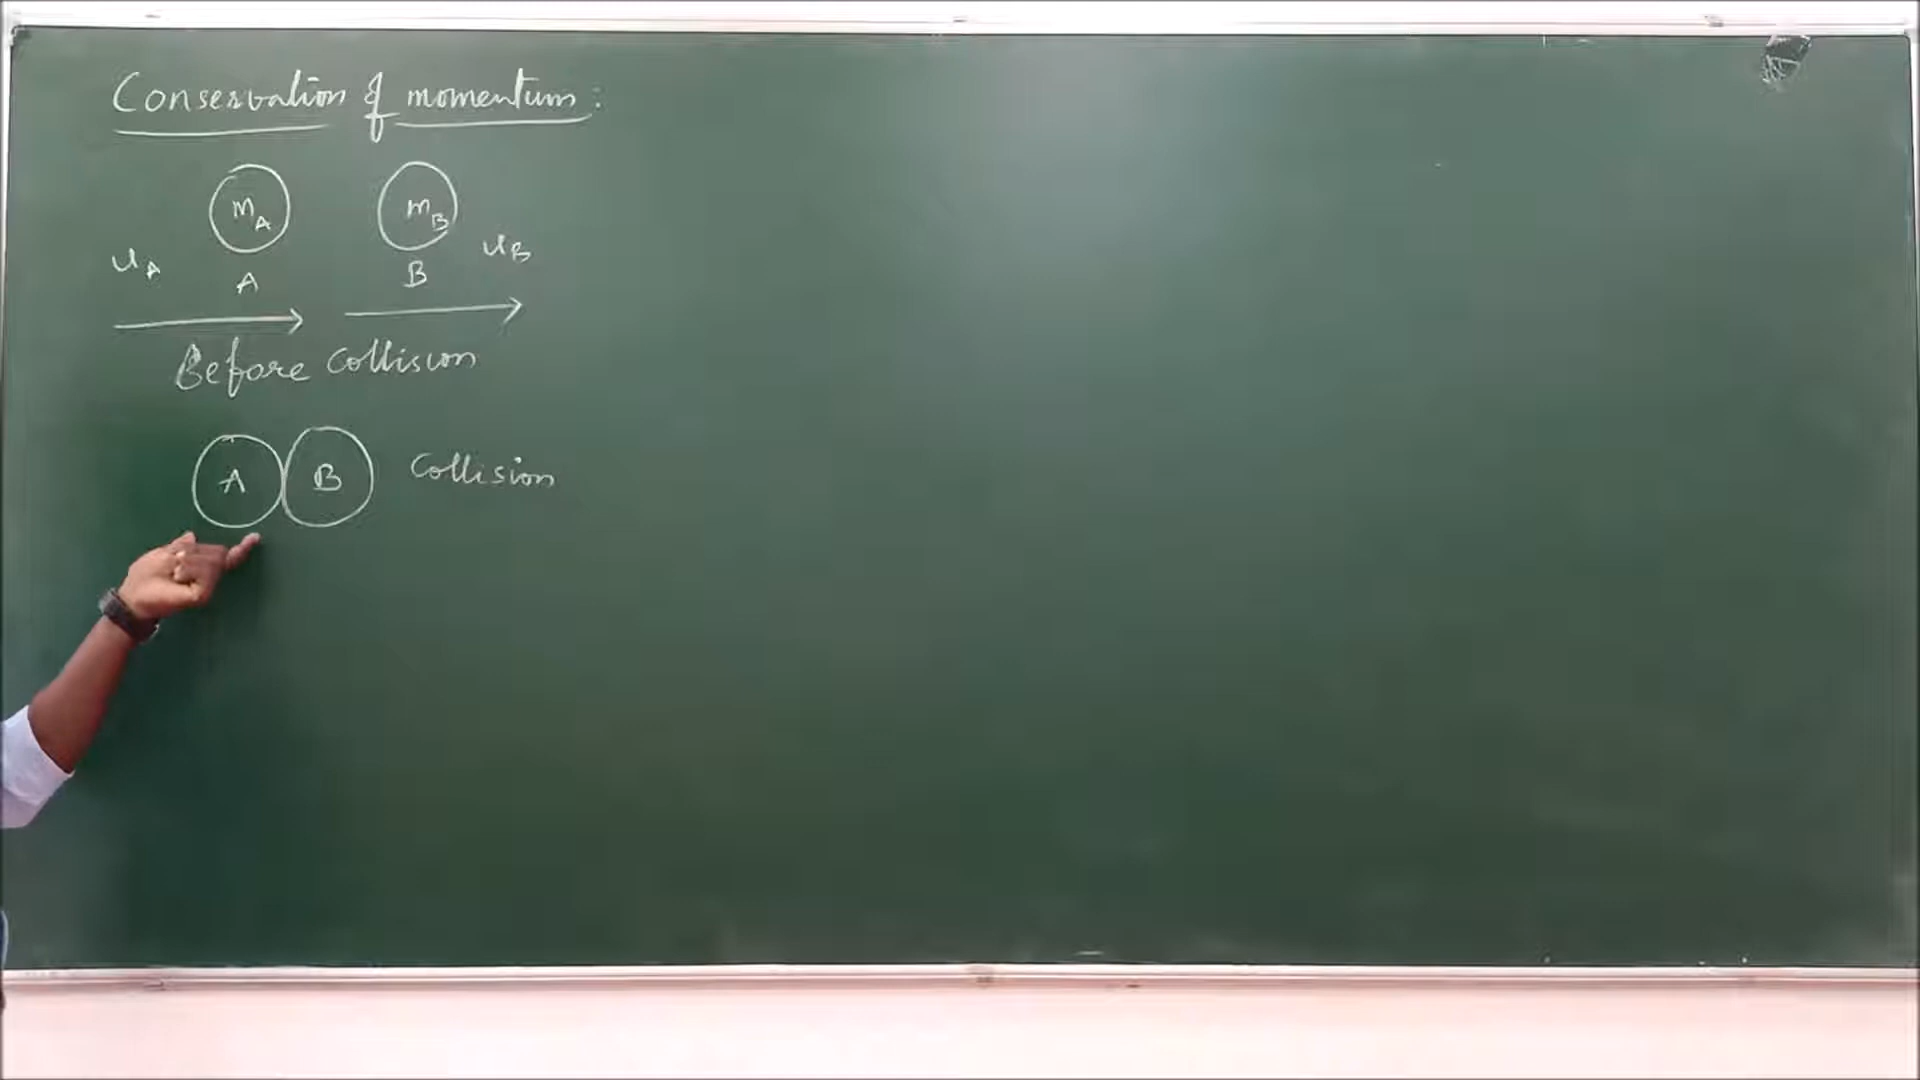 Conservation of momentum:
mA mB
uA A B uB
Before Collision
A B Collision